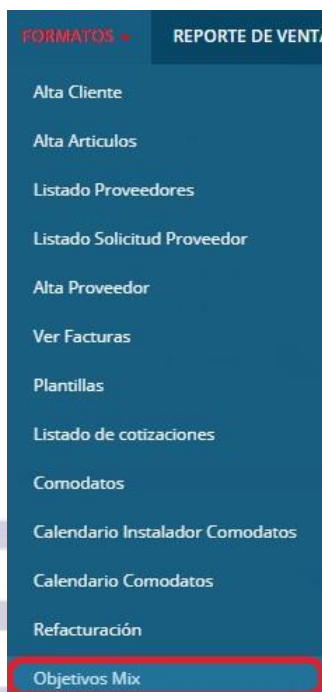 FORMATOS
REPORTE DE VENTA
Alta Cliente
Alta Articulos
Listado Proveedores
Listado Solicitud Proveedor
Alta Proveedor
Ver Facturas
Plantillas
Listado de cotizaciones
Comodatos
Calendario Instalador Comodatos
Calendario Comodatos
Refacturación
Objetivos Mix